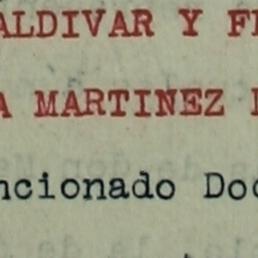 ALDIVAR Y F
A MARTINEZ
ncionado Doc